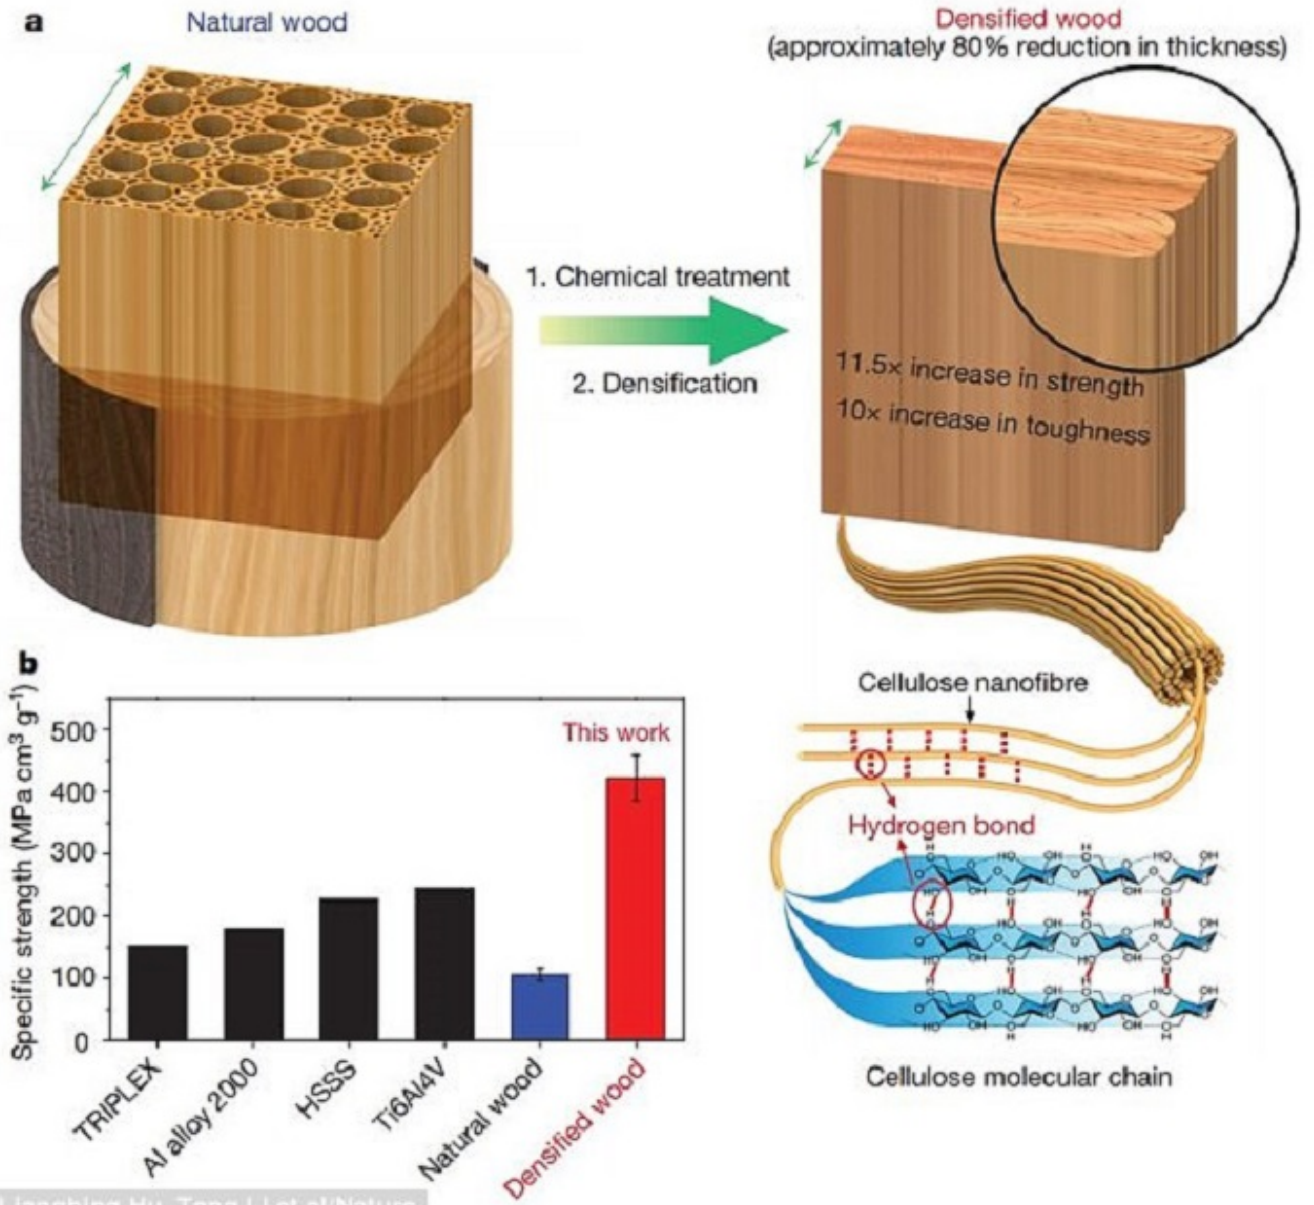 a
Natural wood
Densified wood
(approximately 80% reduction in thickness)
1. Chemical treatment
2. Densification
11.5× increase in strength
10× increase in toughness
b
Specific strength (MPa cm³ g⁻¹)
500
400
300
200
100
0
This work
TRIPLEX
Al alloy 2000
HSSS
Ti6Al4V
Natural wood
Densified wood
Cellulose nanofibre
Hydrogen bond
Cellulose molecular chain